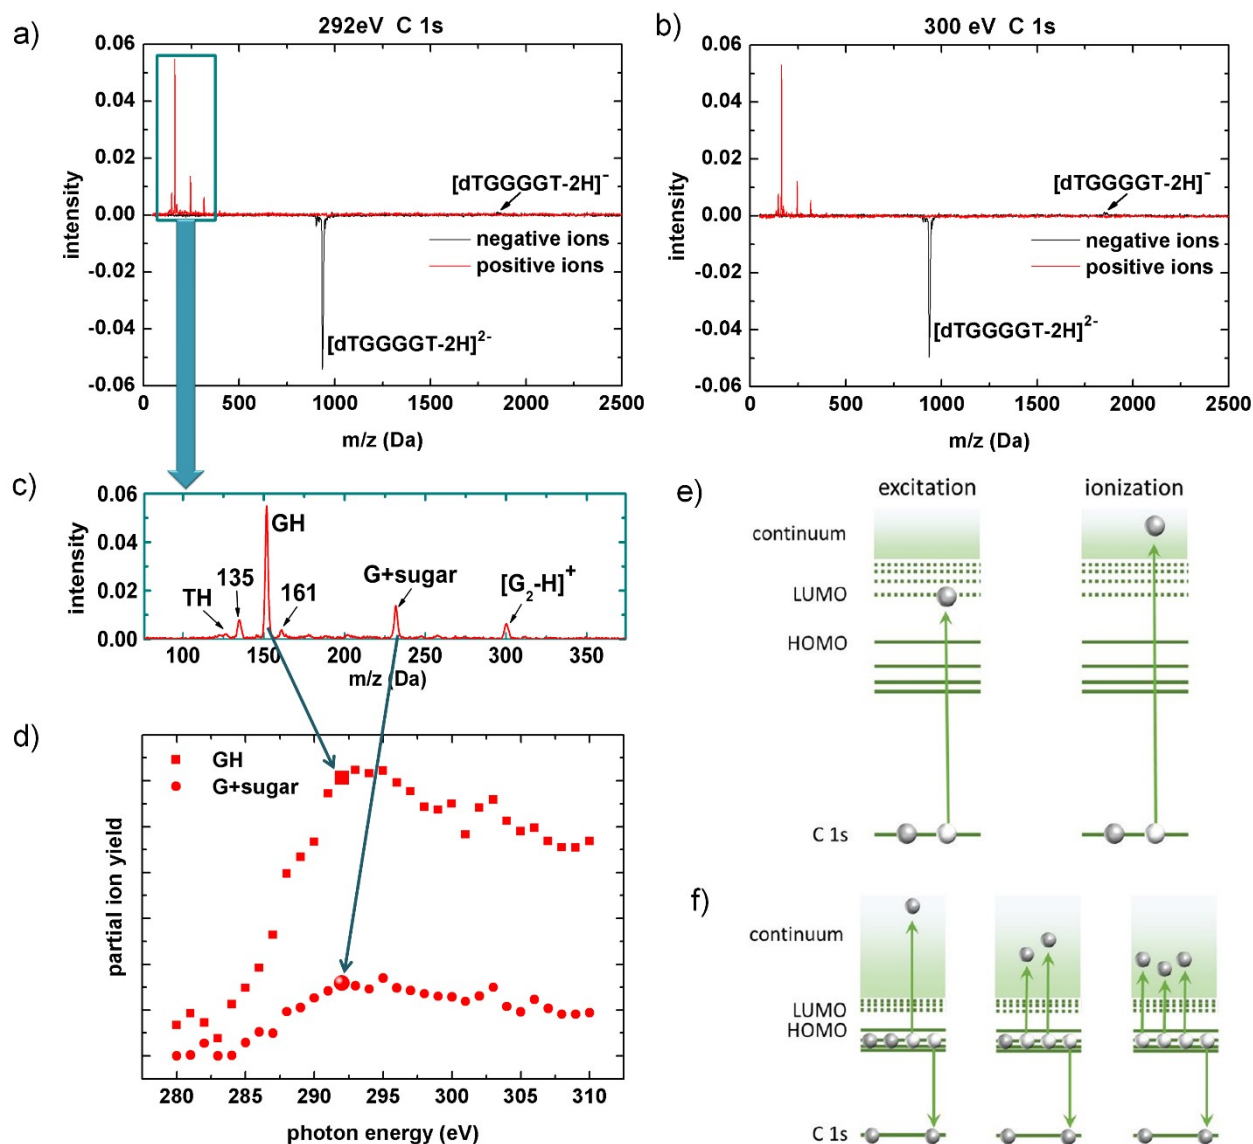 a)
292eV C 1s
0.06
0.04
0.02
0.00
-0.02
-0.04
-0.06
intensity
[dTGGGGT-2H]⁻
negative ions
positive ions
[dTGGGGT-2H]²⁻
0 500 1000 1500 2000 2500
m/z (Da)
b)
300 eV C 1s
0.06
0.04
0.02
0.00
-0.02
-0.04
-0.06
intensity
[dTGGGGT-2H]⁻
negative ions
positive ions
[dTGGGGT-2H]²⁻
0 500 1000 1500 2000 2500
m/z (Da)
c)
0.06
0.04
0.02
0.00
intensity
GH
TH
135
161
G+sugar
[G₂-H]⁺
100 150 200 250 300 350
m/z (Da)
d)
GH
G+sugar
partial ion yield
280 285 290 295 300 305 310
photon energy (eV)
e)
excitation ionization
continuum
LUMO
HOMO
C 1s
f)
continuum
LUMO
HOMO
C 1s